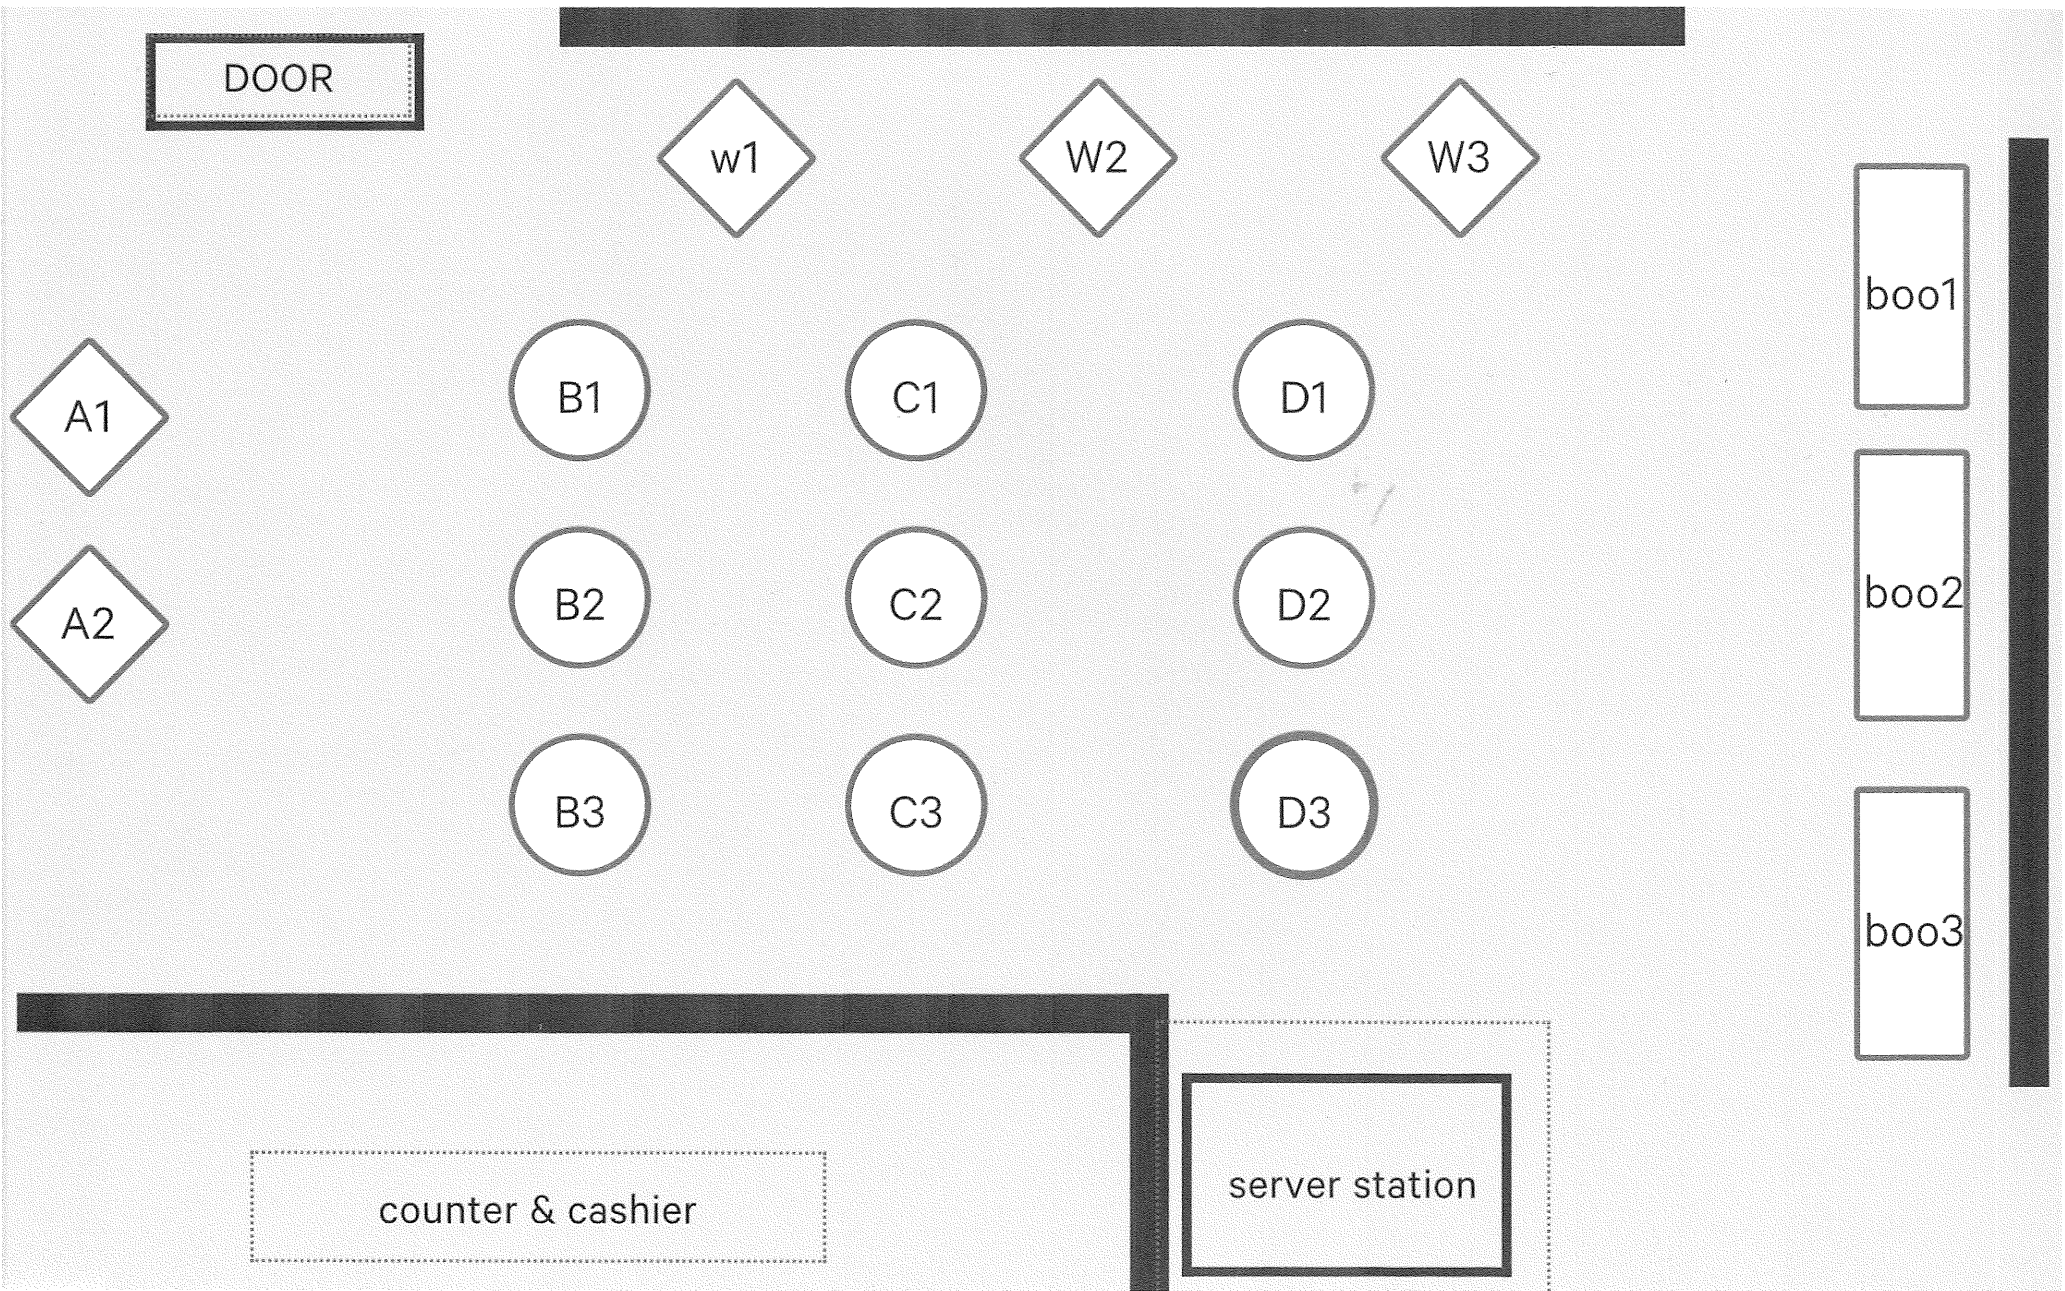 DOOR
w1
W2
W3
boo1
A1
B1
C1
D1
A2
B2
C2
D2
boo2
B3
C3
D3
boo3
counter & cashier
server station